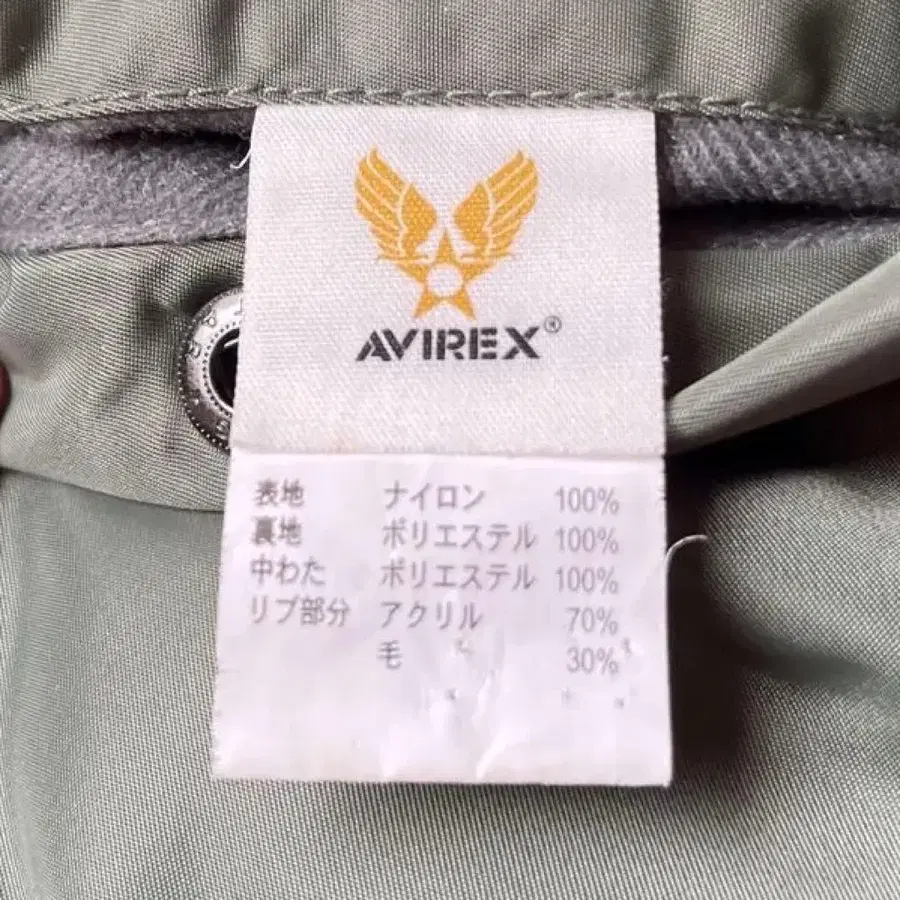 AVIREX®
表地 ナイロン 100%
裏地 ポリエステル 100%
中わた ポリエステル 100%
リブ部分 アクリル 70%
毛 30%